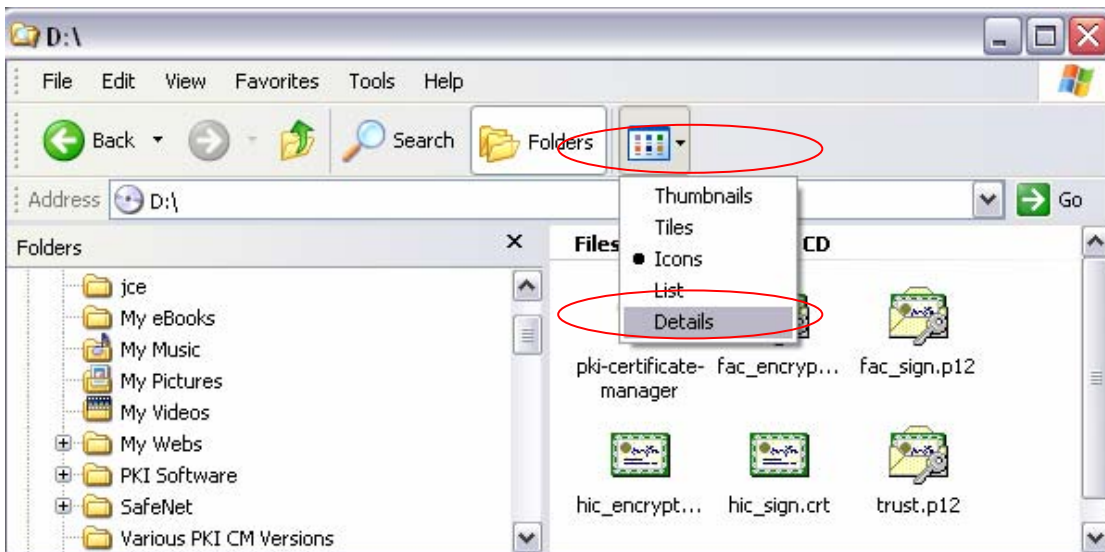 D:\
File Edit View Favorites Tools Help
Back Search Folders
Address D:\ Go
Thumbnails
Tiles
Icons
List
Details
Folders
jce
My eBooks
My Music
My Pictures
My Videos
My Webs
PKI Software
SafeNet
Various PKI CM Versions
Files CD
pki-certificate-
manager
fac_encryp...
fac_sign.p12
hic_encrypt...
hic_sign.crt
trust.p12